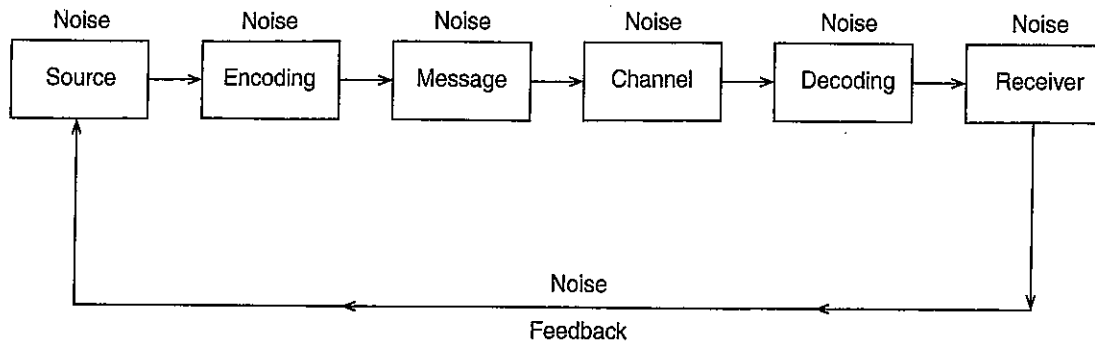 Noise Noise Noise Noise Noise Noise
Source Encoding Message Channel Decoding Receiver
Noise
Feedback